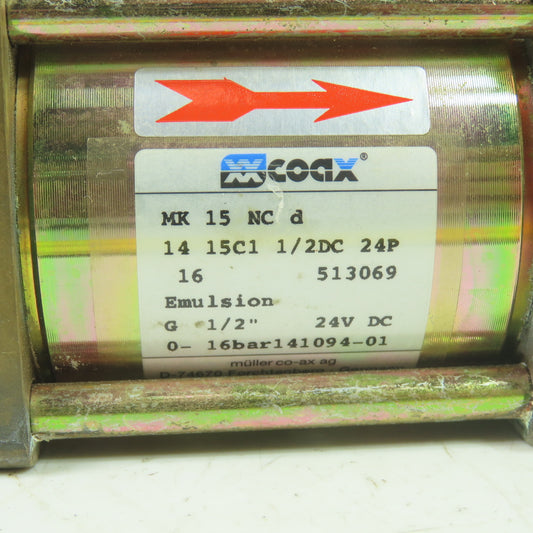 coax®
MK 15 NC d
14 15C1 1/2DC 24P
16 513069
Emulsion
G 1/2" 24V DC
0- 16bar141094-01
müller co-ax ag